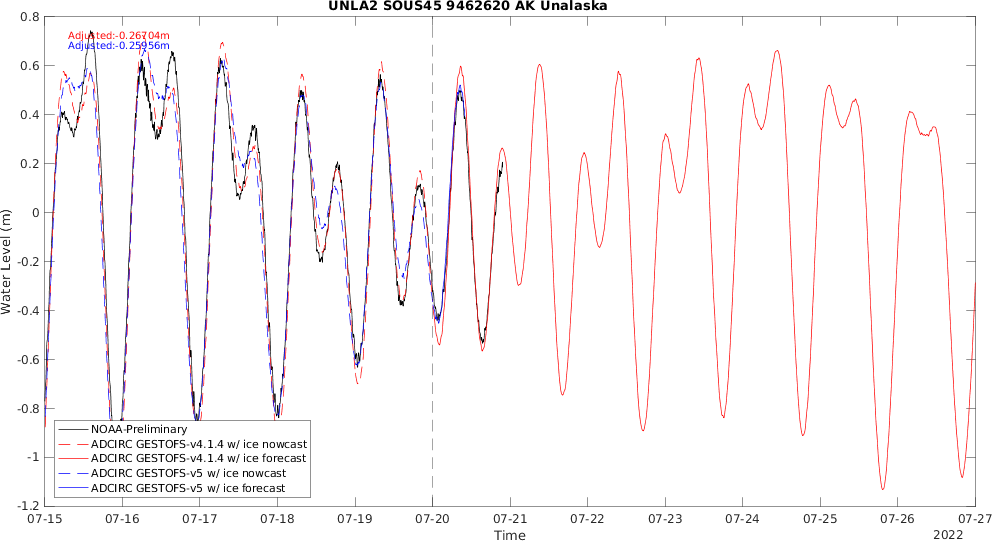 UNLA2 SOUS45 9462620 AK Unalaska
Adjusted:-0.26704m
Adjusted:-0.25956m
0.8
0.6
0.4
0.2
0
-0.2
-0.4
-0.6
-0.8
-1
-1.2
Water Level (m)
NOAA-Preliminary
ADCIRC GESTOFS-v4.1.4 w/ ice nowcast
ADCIRC GESTOFS-v4.1.4 w/ ice forecast
ADCIRC GESTOFS-v5 w/ ice nowcast
ADCIRC GESTOFS-v5 w/ ice forecast
07-15 07-16 07-17 07-18 07-19 07-20 07-21 07-22 07-23 07-24 07-25 07-26 07-27
Time
2022